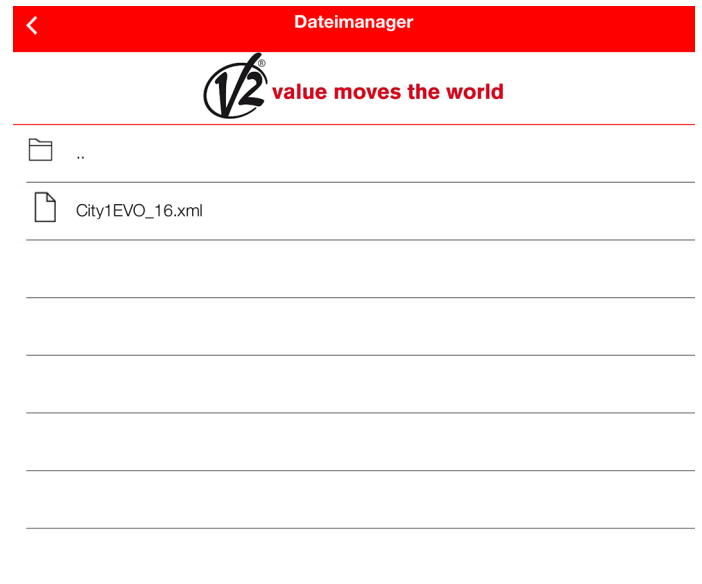 Dateimanager
V2® value moves the world
..
City1EVO_16.xml